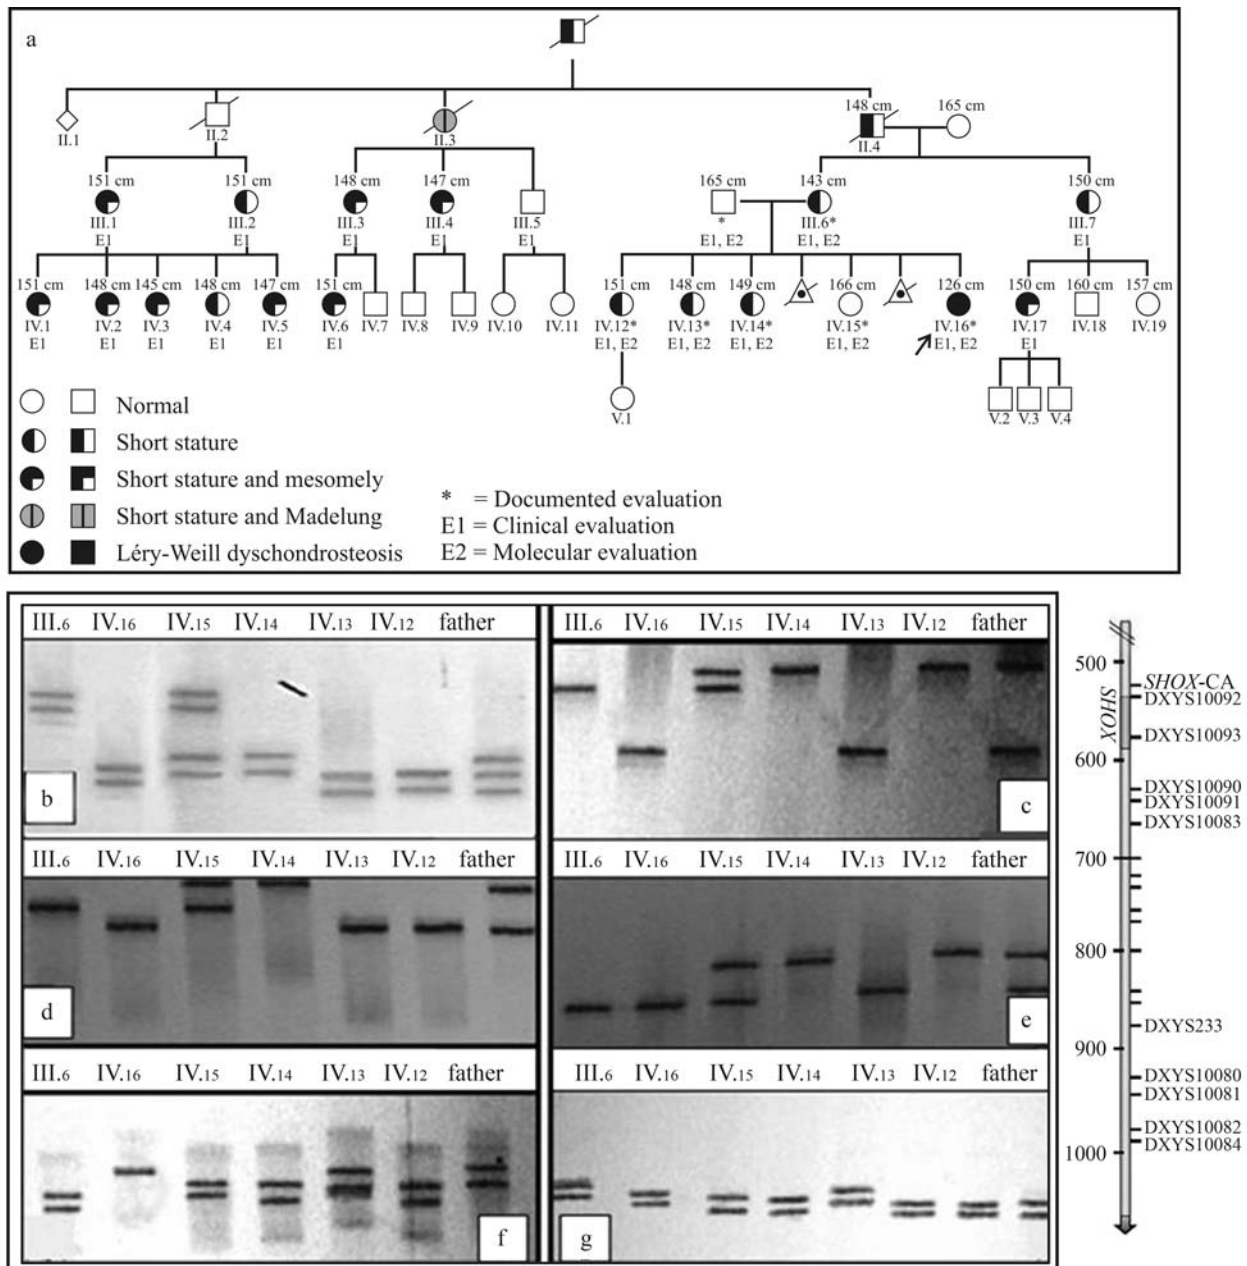 a
148 cm 165 cm
II.1 II.2 II.3 II.4
151 cm 151 cm 148 cm 147 cm 165 cm 143 cm 150 cm
III.1 III.2 III.3 III.4 III.5 * III.6* III.7
E1 E1 E1 E1 E1 E1, E2 E1, E2 E1
151 cm 148 cm 145 cm 148 cm 147 cm 151 cm 151 cm 148 cm 149 cm 166 cm 126 cm 150 cm 160 cm 157 cm
IV.1 IV.2 IV.3 IV.4 IV.5 IV.6 IV.7 IV.8 IV.9 IV.10 IV.11 IV.12* IV.13* IV.14* IV.15* IV.16* IV.17 IV.18 IV.19
E1 E1 E1 E1 E1 E1 E1, E2 E1, E2 E1, E2 E1, E2 E1, E2 E1
V.1 V.2 V.3 V.4
Normal
Short stature
Short stature and mesomely
Short stature and Madelung
Léry-Weill dyschondrosteosis
* = Documented evaluation
E1 = Clinical evaluation
E2 = Molecular evaluation
III.6 IV.16 IV.15 IV.14 IV.13 IV.12 father
b
III.6 IV.16 IV.15 IV.14 IV.13 IV.12 father
c
III.6 IV.16 IV.15 IV.14 IV.13 IV.12 father
d
III.6 IV.16 IV.15 IV.14 IV.13 IV.12 father
e
III.6 IV.16 IV.15 IV.14 IV.13 IV.12 father
f
III.6 IV.16 IV.15 IV.14 IV.13 IV.12 father
g
500
SHOX
SHOX-CA
DXYS10092
DXYS10093
600
DXYS10090
DXYS10091
DXYS10083
700
800
DXYS233
900
DXYS10080
DXYS10081
DXYS10082
DXYS10084
1000